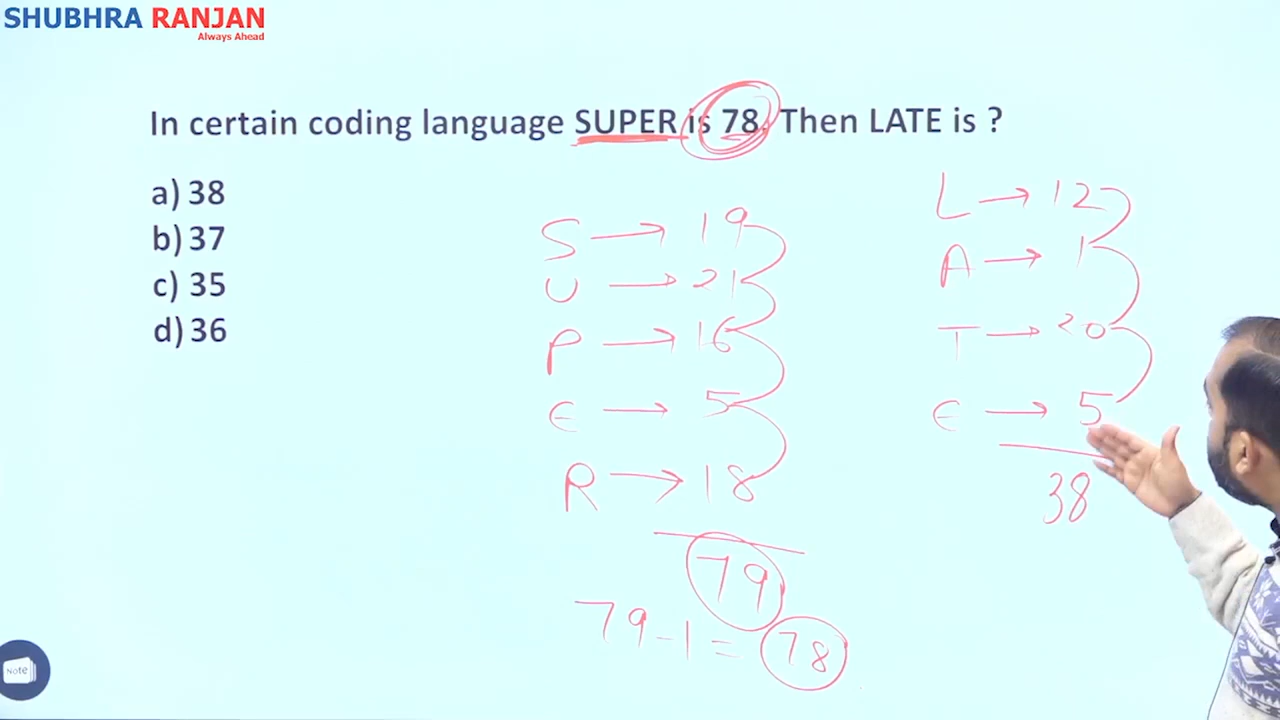 SHUBHRA RANJAN
Always Ahead
In certain coding language SUPER is 78. Then LATE is ?
a) 38
b) 37
c) 35
d) 36
S → 19
U → 21
P → 16
E → 5
R → 18
79
79-1 = 78
L → 12
A → 1
T → 20
E → 5
38
Note